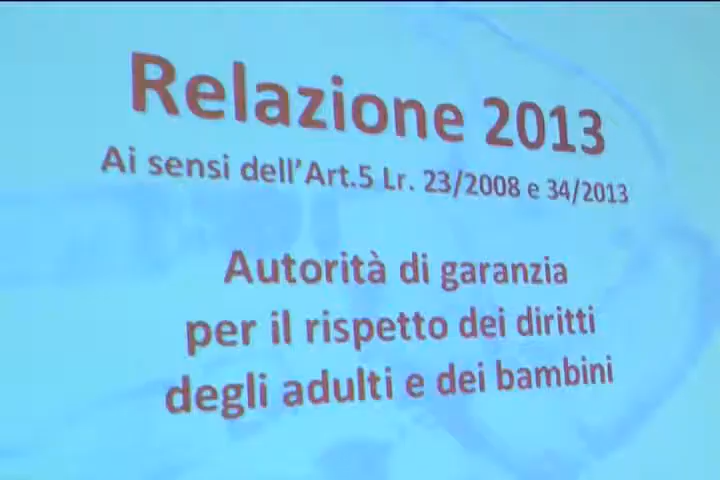 Relazione 2013
Ai sensi dell'Art.5 Lr. 23/2008 e 34/2013
Autorità di garanzia
per il rispetto dei diritti
degli adulti e dei bambini